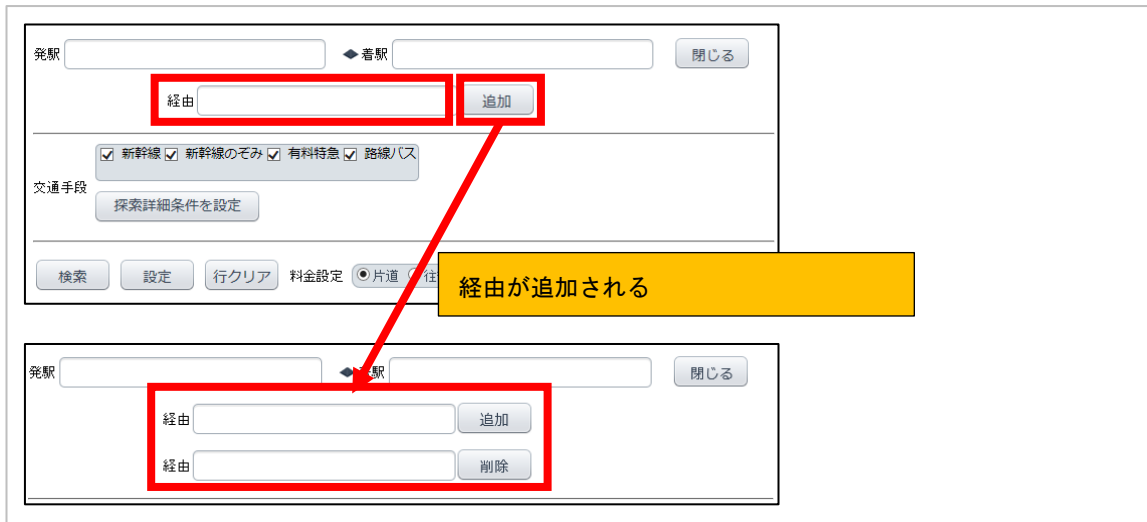 発駅 ◆着駅 閉じる
経由 追加
新幹線 新幹線のぞみ 有料特急 路線バス
交通手段
探索詳細条件を設定
検索 設定 行クリア 料金設定 片道 往
経由が追加される
発駅 ◆ 駅 閉じる
経由 追加
経由 削除